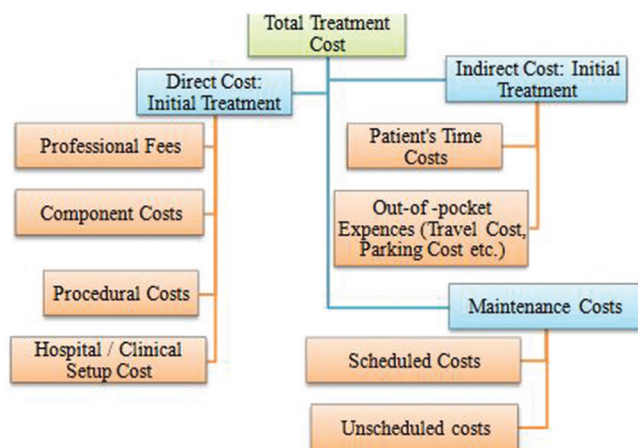 Total Treatment
Cost
Direct Cost:
Initial Treatment
Professional Fees
Component Costs
Procedural Costs
Hospital / Clinical
Setup Cost
Indirect Cost: Initial
Treatment
Patient's Time
Costs
Out-of -pocket
Expences (Travel Cost,
Parking Cost etc.)
Maintenance Costs
Scheduled Costs
Unscheduled costs